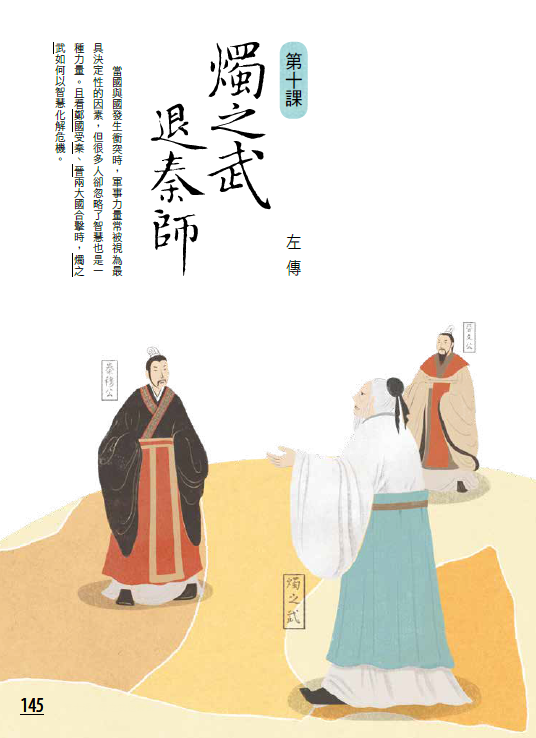 第十課
燭之武
退秦師
左傳
當國與國發生衝突時，軍事力量常被視為最
具決定性的因素，但很多人卻忽略了智慧也是一
種力量。且看鄭國受秦、晉兩大國合擊時，燭之
武如何以智慧化解危機。
晉文公
秦穆公
燭之武
145